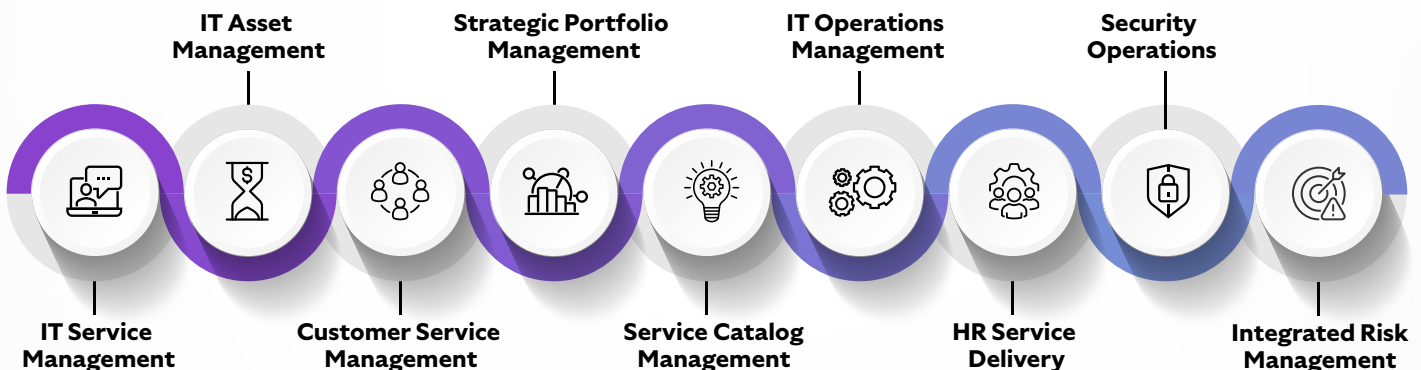 IT Asset
Management
Strategic Portfolio
Management
IT Operations
Management
Security
Operations
$
IT Service
Management
Customer Service
Management
Service Catalog
Management
HR Service
Delivery
Integrated Risk
Management